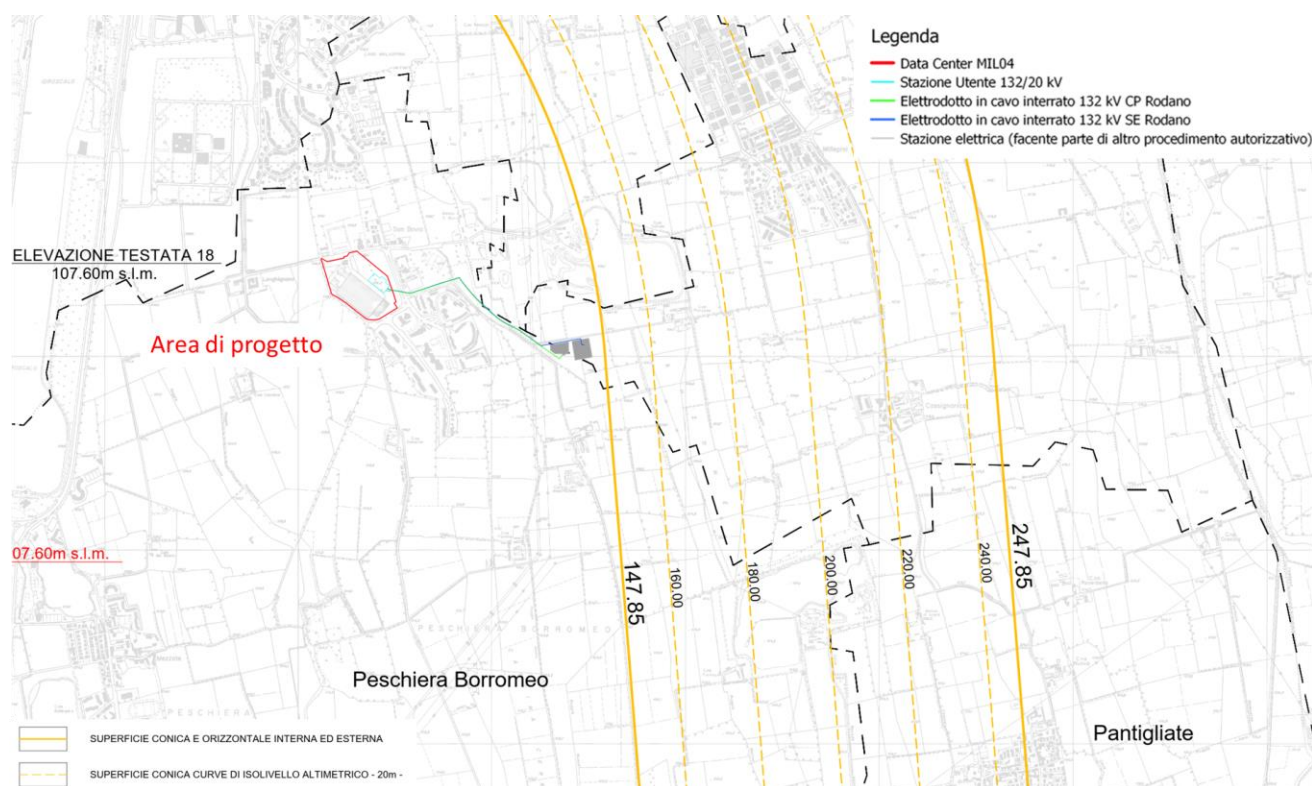 Legenda
Data Center MIL04
Stazione Utente 132/20 kV
Elettrodotto in cavo interrato 132 kV CP Rodano
Elettrodotto in cavo interrato 132 kV SE Rodano
Stazione elettrica (facente parte di altro procedimento autorizzativo)
ELEVAZIONE TESTATA 18
107.60m s.l.m.
Area di progetto
07.60m s.l.m.
147.85
160.00
180.00
200.00
220.00
240.00
247.85
PESCHIERA BORROMEO
Peschiera Borromeo
PESCHIERA
Pantigliate
SUPERFICIE CONICA E ORIZZONTALE INTERNA ED ESTERNA
SUPERFICIE CONICA CURVE DI ISOLIVELLO ALTIMETRICO - 20m -